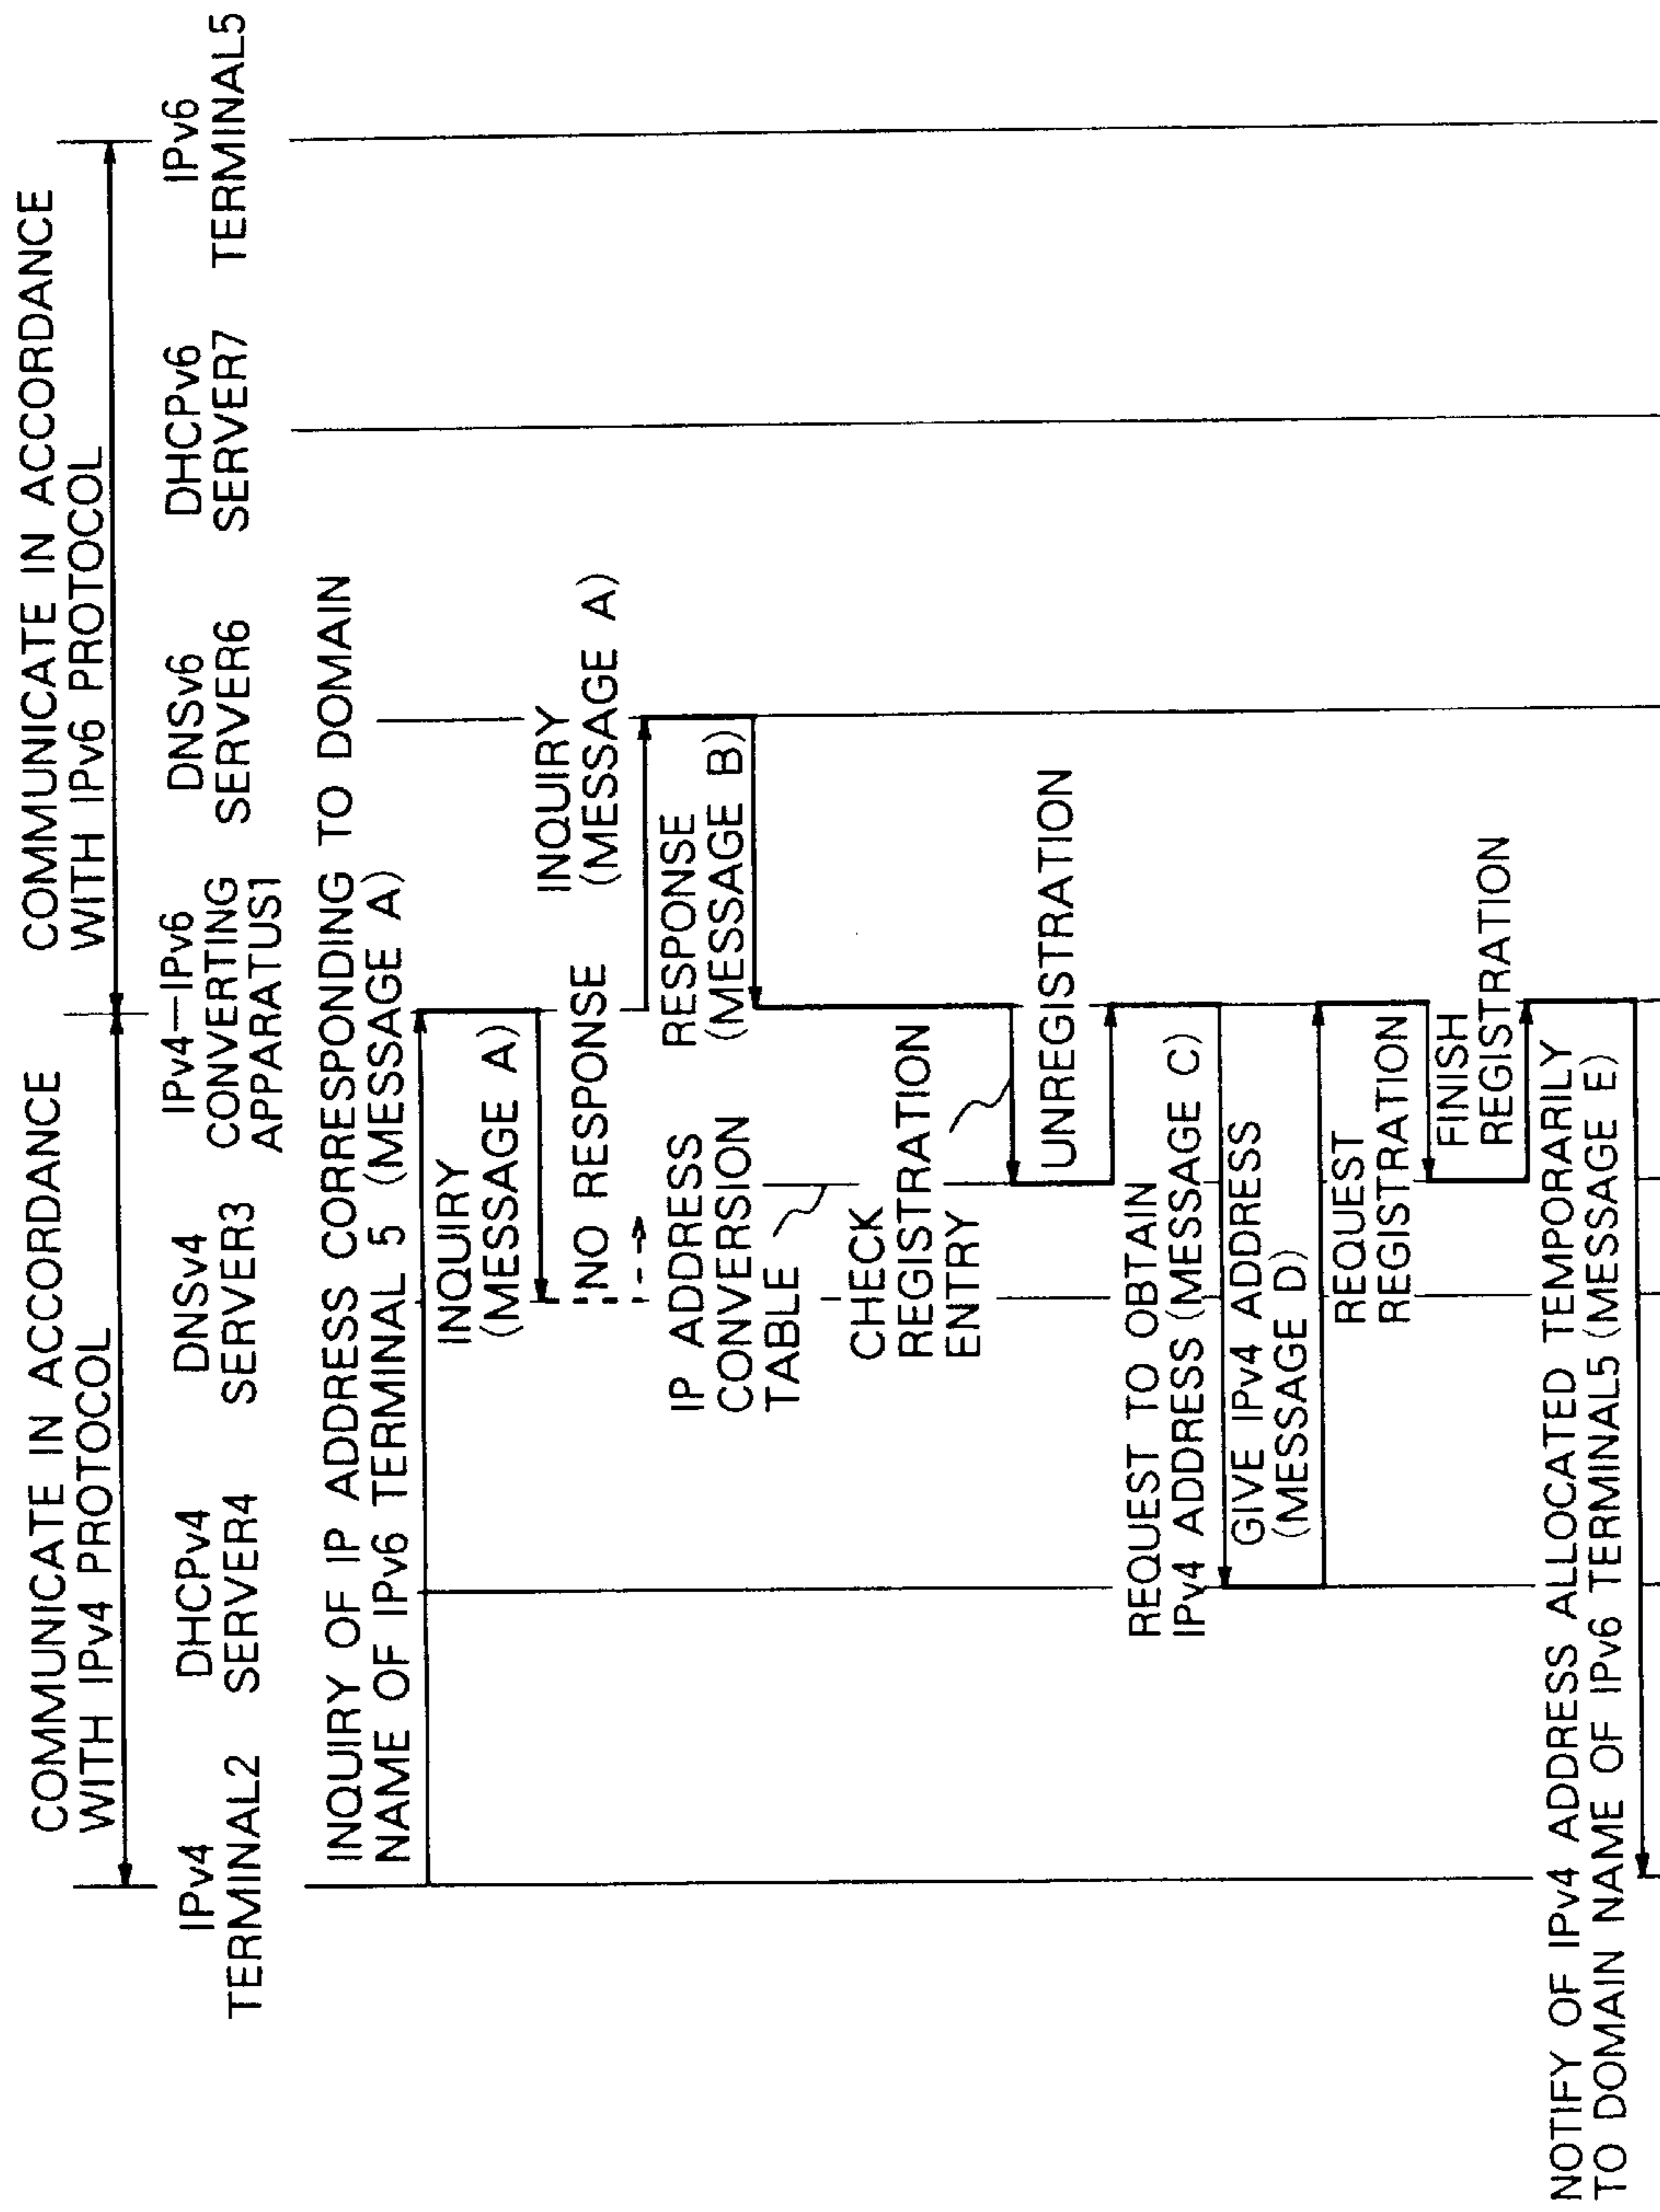 COMMUNICATE IN ACCORDANCE
WITH IPv4 PROTOCOL
COMMUNICATE IN ACCORDANCE
WITH IPv6 PROTOCOL
IPv4
TERMINAL2
DHCPv4
SERVER4
DNSv4
SERVER3
IPv4—IPv6
CONVERTING
APPARATUS1
DNSv6
SERVER6
DHCPv6
SERVER7
IPv6
TERMINAL5
INQUIRY OF IP ADDRESS CORRESPONDING TO DOMAIN
NAME OF IPv6 TERMINAL 5 (MESSAGE A)
INQUIRY
(MESSAGE A)
NO RESPONSE
INQUIRY
(MESSAGE A)
IP ADDRESS
CONVERSION
TABLE
RESPONSE
(MESSAGE B)
CHECK
REGISTRATION
ENTRY
UNREGISTRATION
REQUEST TO OBTAIN
IPv4 ADDRESS (MESSAGE C)
GIVE IPv4 ADDRESS
(MESSAGE D)
REQUEST
REGISTRATION
FINISH
REGISTRATION
NOTIFY OF IPv4 ADDRESS ALLOCATED TEMPORARILY
TO DOMAIN NAME OF IPv6 TERMINAL5 (MESSAGE E)